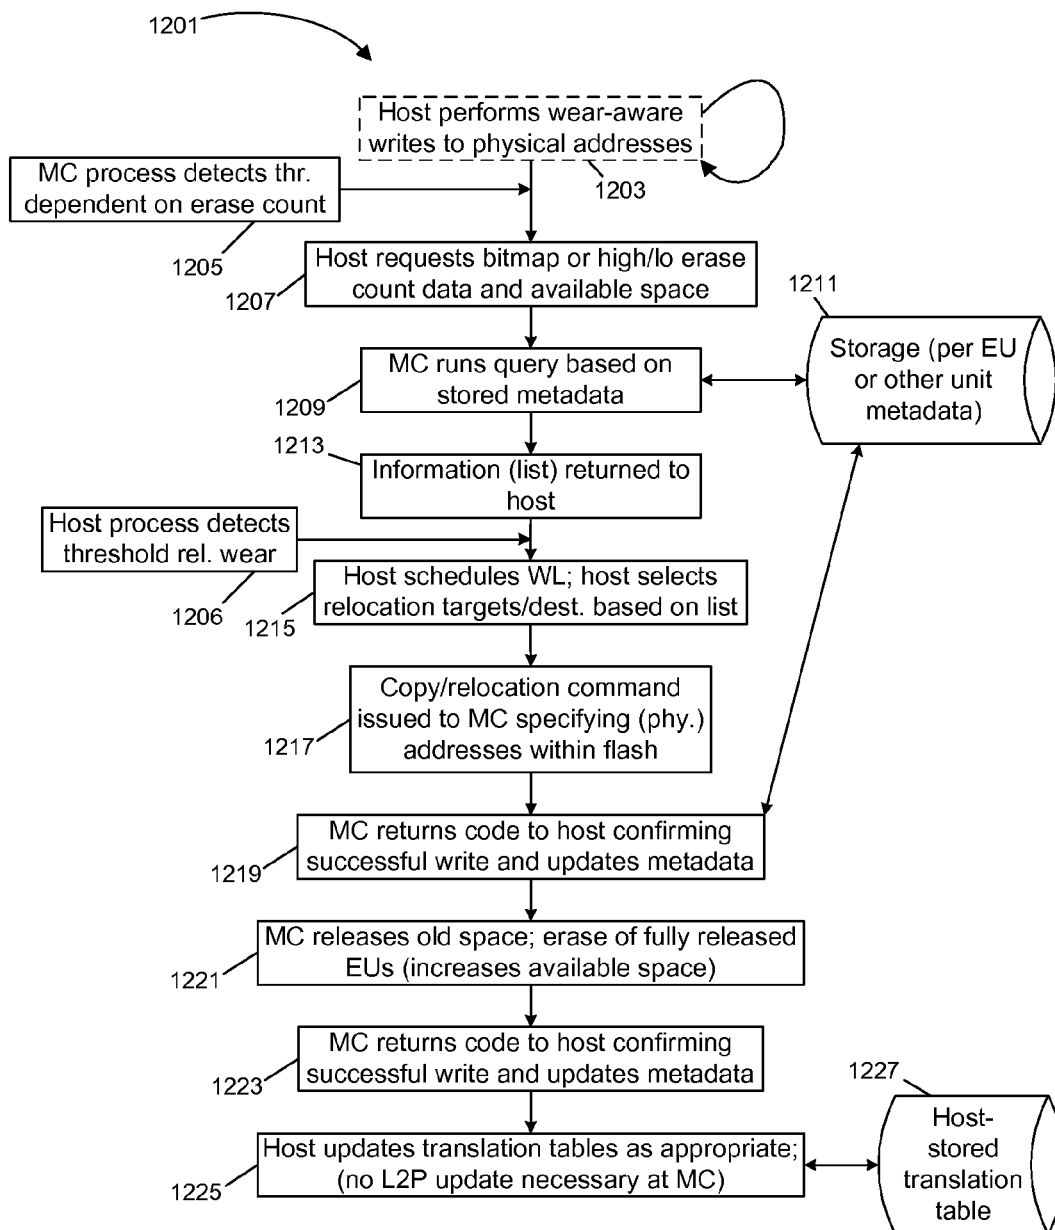 1201
Host performs wear-aware
writes to physical addresses
1203
MC process detects thr.
dependent on erase count
1205
Host requests bitmap or high/lo erase
count data and available space
1207
1211
Storage (per EU
or other unit
metadata)
MC runs query based on
stored metadata
1209
1213
Information (list) returned to
host
Host process detects
threshold rel. wear
1206
Host schedules WL; host selects
relocation targets/dest. based on list
1215
Copy/relocation command
issued to MC specifying (phy.)
addresses within flash
1217
MC returns code to host confirming
successful write and updates metadata
1219
MC releases old space; erase of fully released
EUs (increases available space)
1221
MC returns code to host confirming
successful write and updates metadata
1223
1227
Host-
stored
translation
table
Host updates translation tables as appropriate;
(no L2P update necessary at MC)
1225